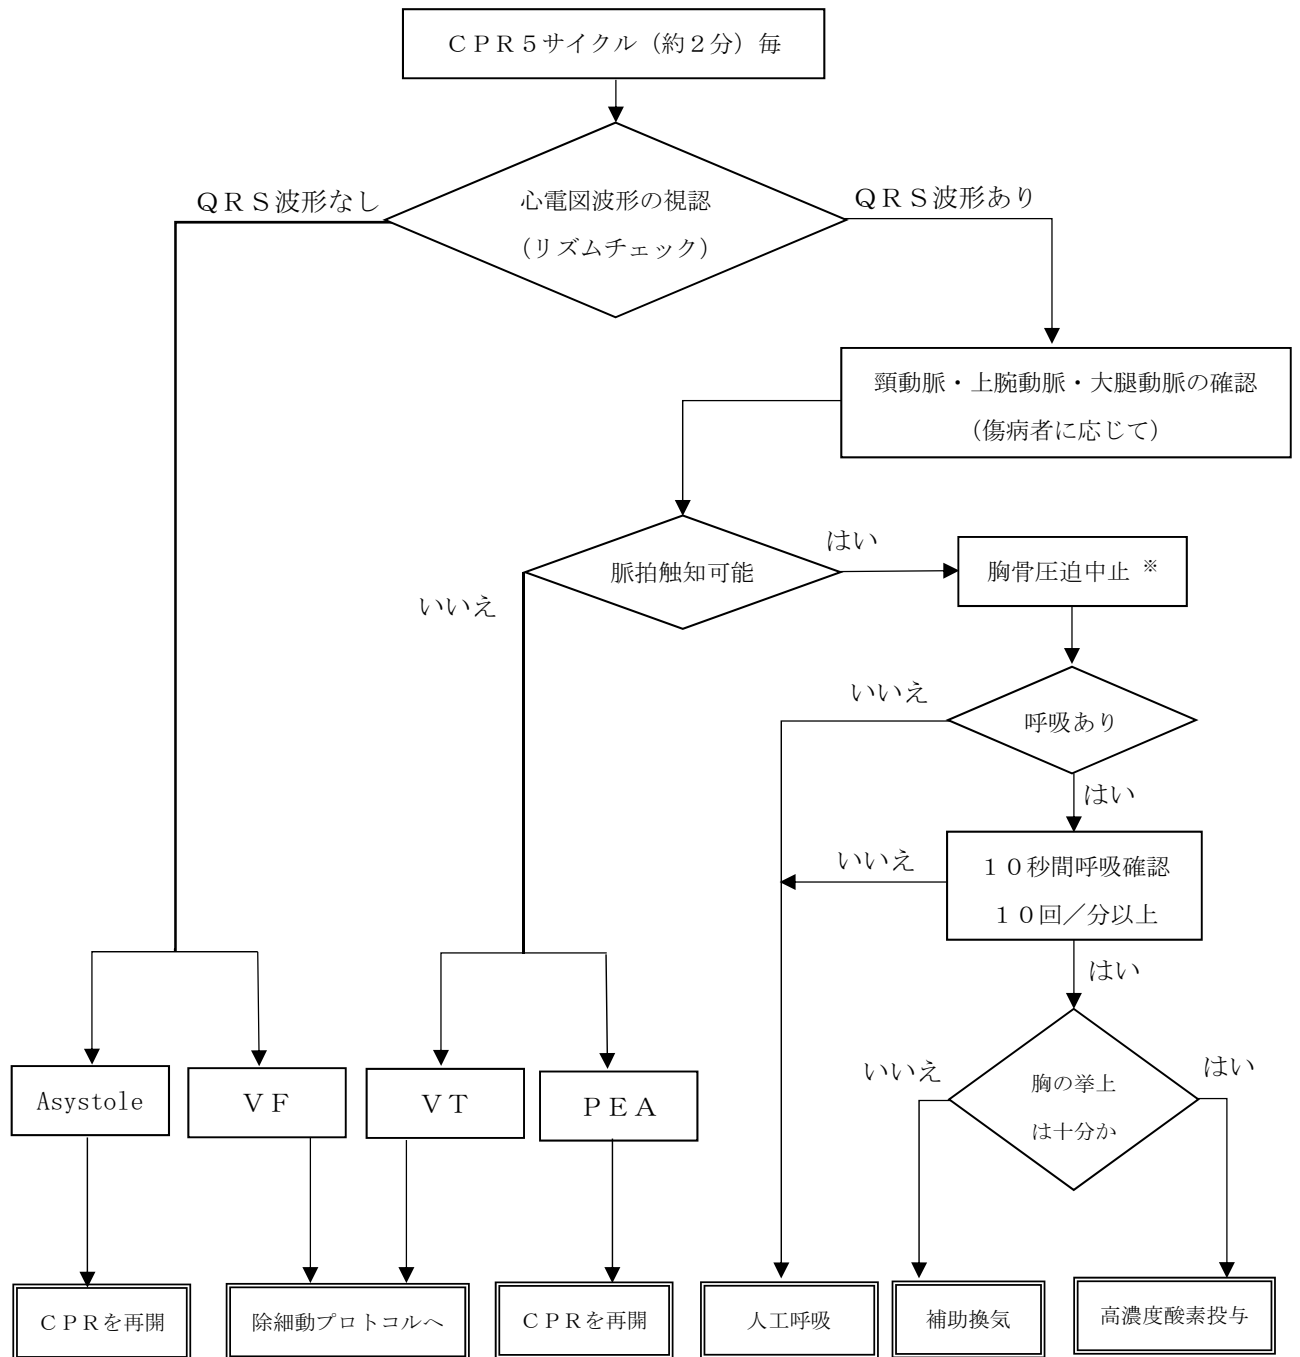 ＣＰＲ５サイクル（約２分）毎
心電図波形の視認
（リズムチェック）
ＱＲＳ波形なし
ＱＲＳ波形あり
頸動脈・上腕動脈・大腿動脈の確認
（傷病者に応じて）
脈拍触知可能
はい
いいえ
胸骨圧迫中止 ※
いいえ
呼吸あり
はい
いいえ
１０秒間呼吸確認
１０回／分以上
はい
いいえ
胸の挙上
は十分か
はい
Asystole
ＶＦ
ＶＴ
ＰＥＡ
ＣＰＲを再開
除細動プロトコルへ
ＣＰＲを再開
人工呼吸
補助換気
高濃度酸素投与